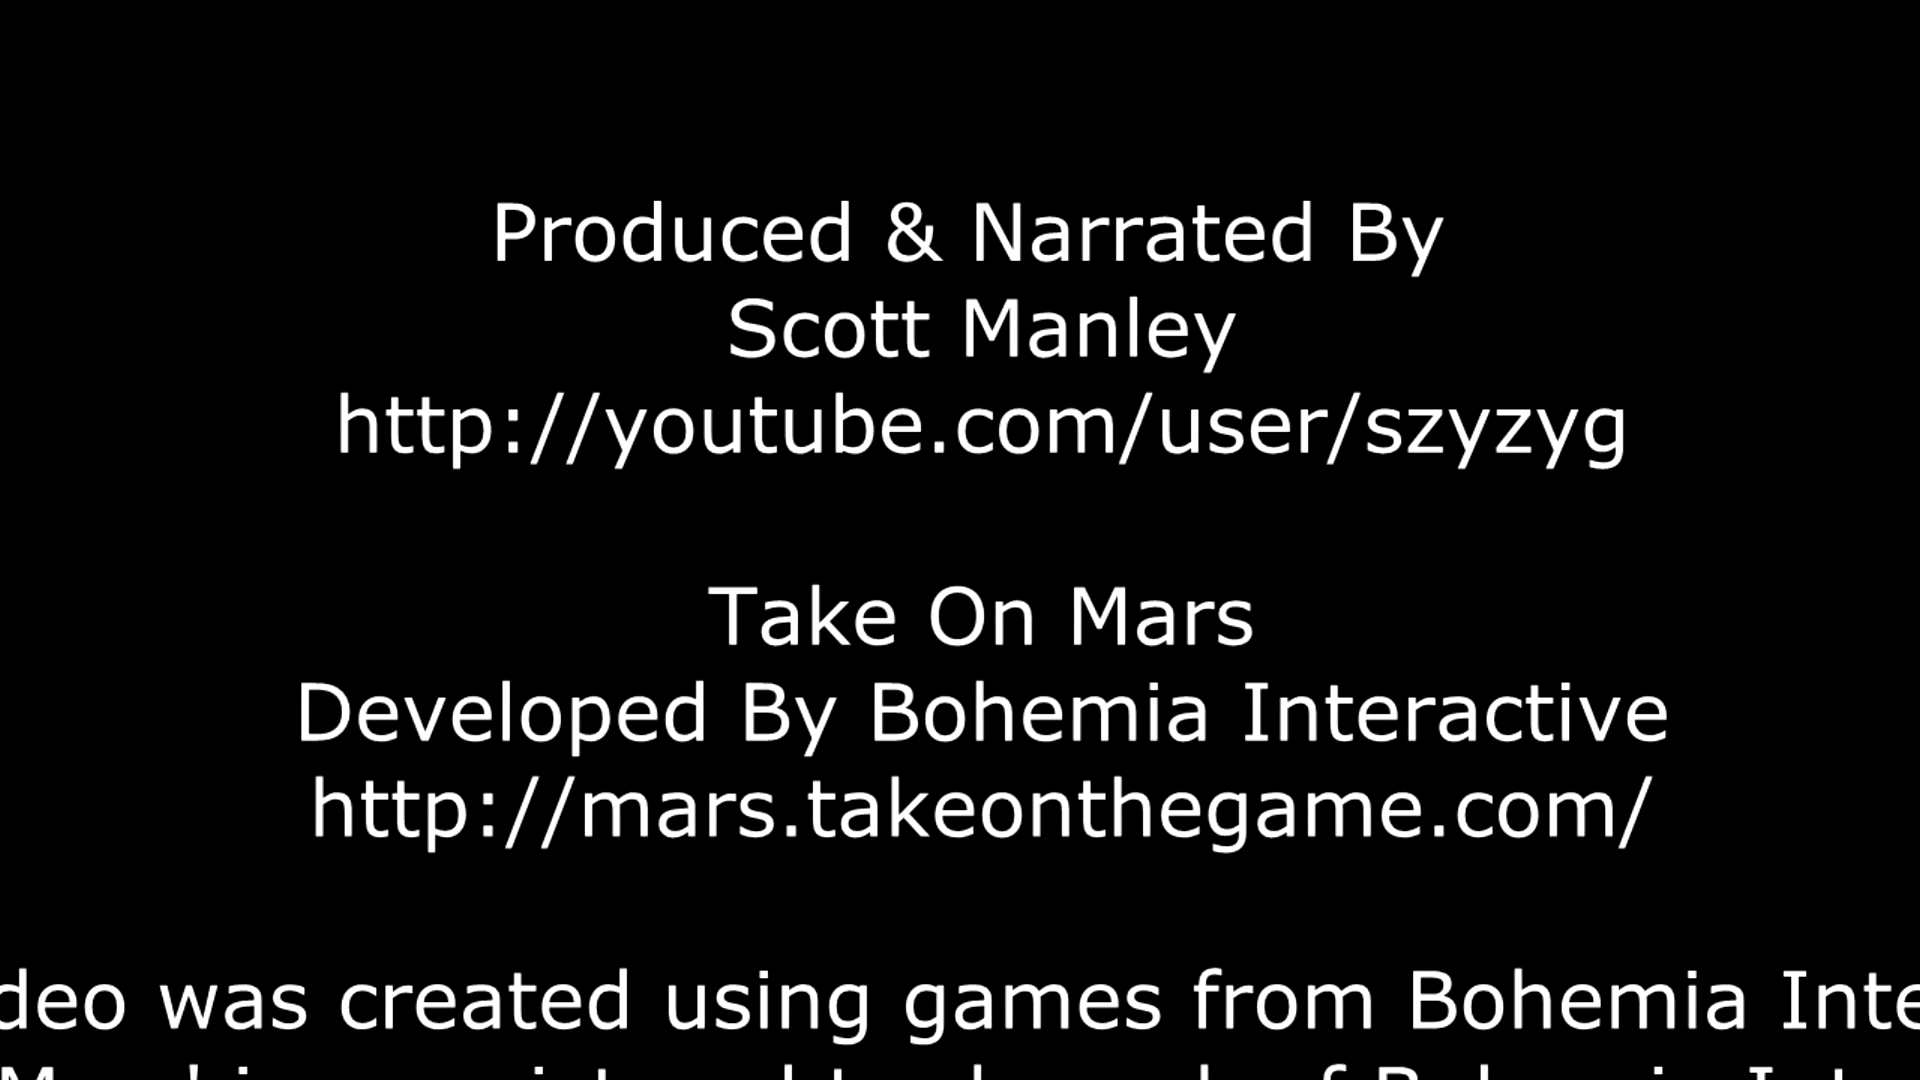 Produced & Narrated By
Scott Manley
http://youtube.com/user/szyzyg
Take On Mars
Developed By Bohemia Interactive
http://mars.takeonthegame.com/
deo was created using games from Bohemia Inte